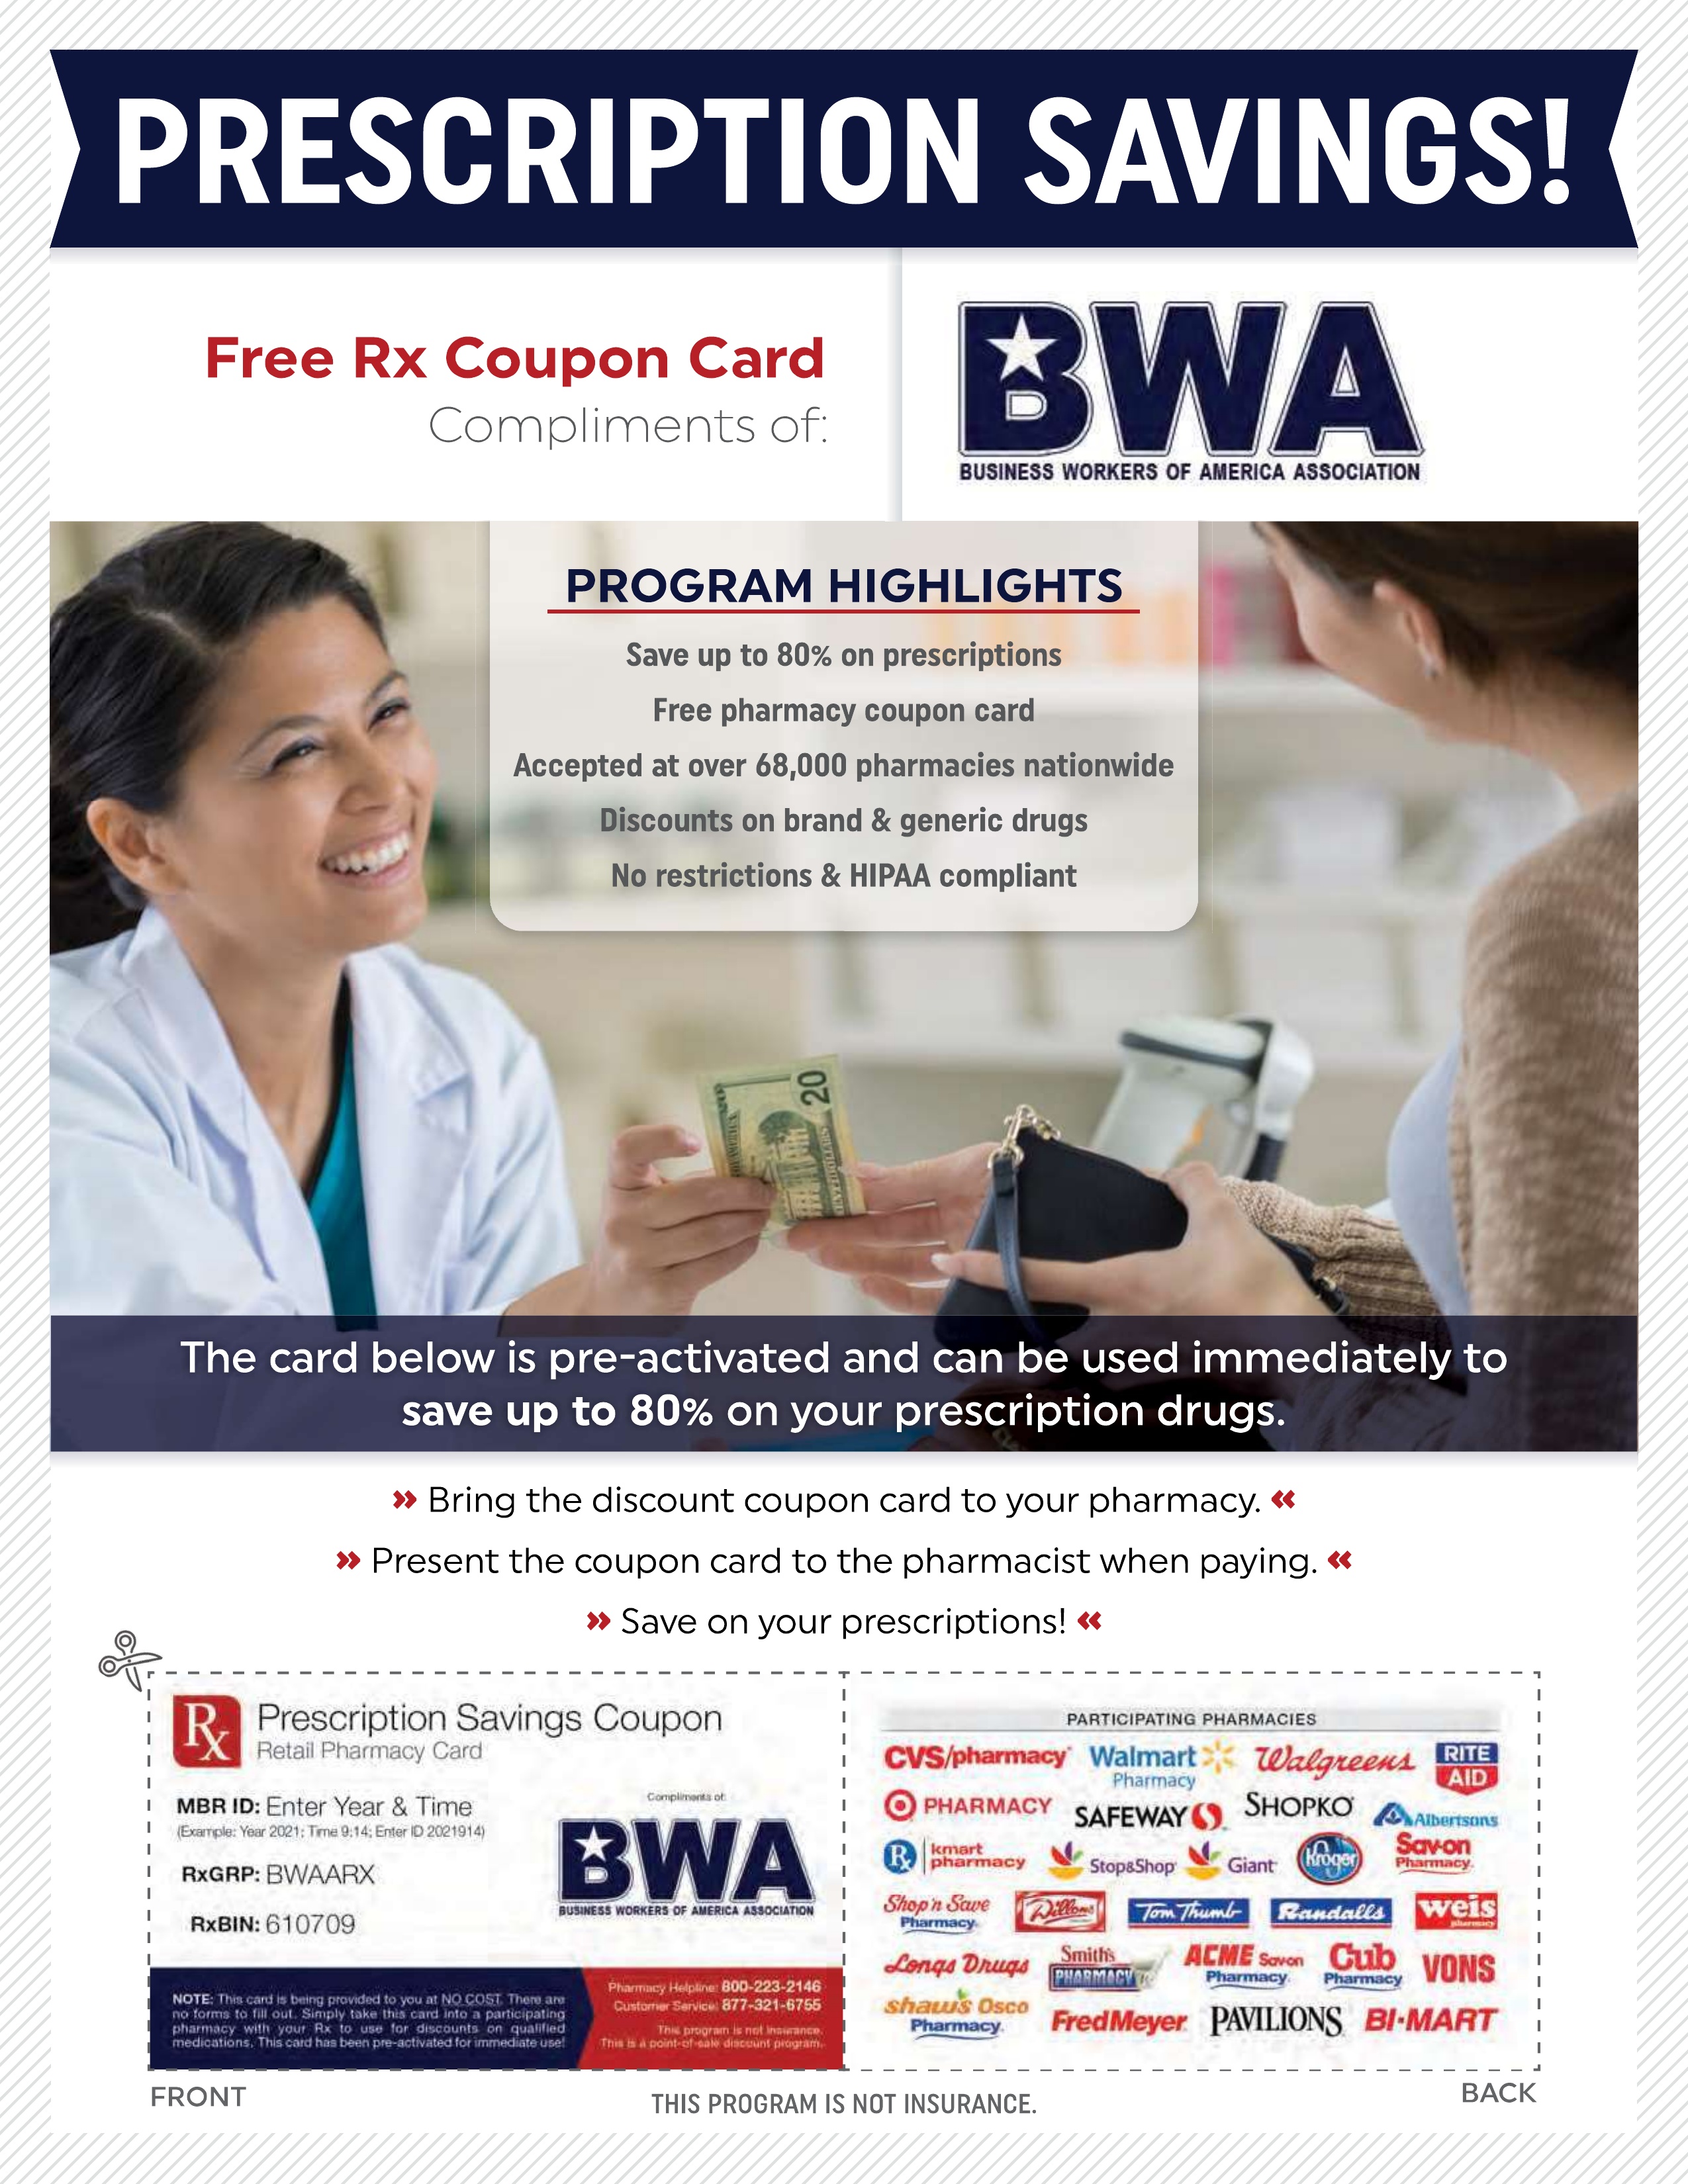 PRESCRIPTION SAVINGS!
Free Rx Coupon Card
Compliments of:
BWA
BUSINESS WORKERS OF AMERICA ASSOCIATION
PROGRAM HIGHLIGHTS
Save up to 80% on prescriptions
Free pharmacy coupon card
Accepted at over 68,000 pharmacies nationwide
Discounts on brand & generic drugs
No restrictions & HIPAA compliant
20
The card below is pre-activated and can be used immediately to
save up to 80% on your prescription drugs.
» Bring the discount coupon card to your pharmacy. «
» Present the coupon card to the pharmacist when paying. «
» Save on your prescriptions! «
Rx
Prescription Savings Coupon
Retail Pharmacy Card
MBR ID: Enter Year & Time
(Example: Year 2021; Time 9:14; Enter ID 2021914)
RxGRP: BWAARX
RxBIN: 610709
Compliments of:
BWA
BUSINESS WORKERS OF AMERICA ASSOCIATION
NOTE: This card is being provided to you at NO COST. There are
no forms to fill out. Simply take this card into a participating
pharmacy with your Rx to use for discounts on qualified
medications. This card has been pre-activated for immediate use!
Pharmacy Helpline: 800-223-2146
Customer Service: 877-321-6755
This program is not insurance.
This is a point-of-sale discount program.
PARTICIPATING PHARMACIES
CVS/pharmacy Walmart Pharmacy Walgreens RITE AID
PHARMACY SAFEWAY SHOPKO Albertsons
Rx kmart pharmacy Stop&Shop Giant Kroger Sav-on Pharmacy
Shop'n Save Pharmacy Dillons Tom Thumb Randalls weis pharmacy
Longs Drugs Smith's PHARMACY ACME Savon Pharmacy Cub Pharmacy VONS
shaw's Osco Pharmacy FredMeyer PAVILIONS BI-MART
FRONT
THIS PROGRAM IS NOT INSURANCE.
BACK